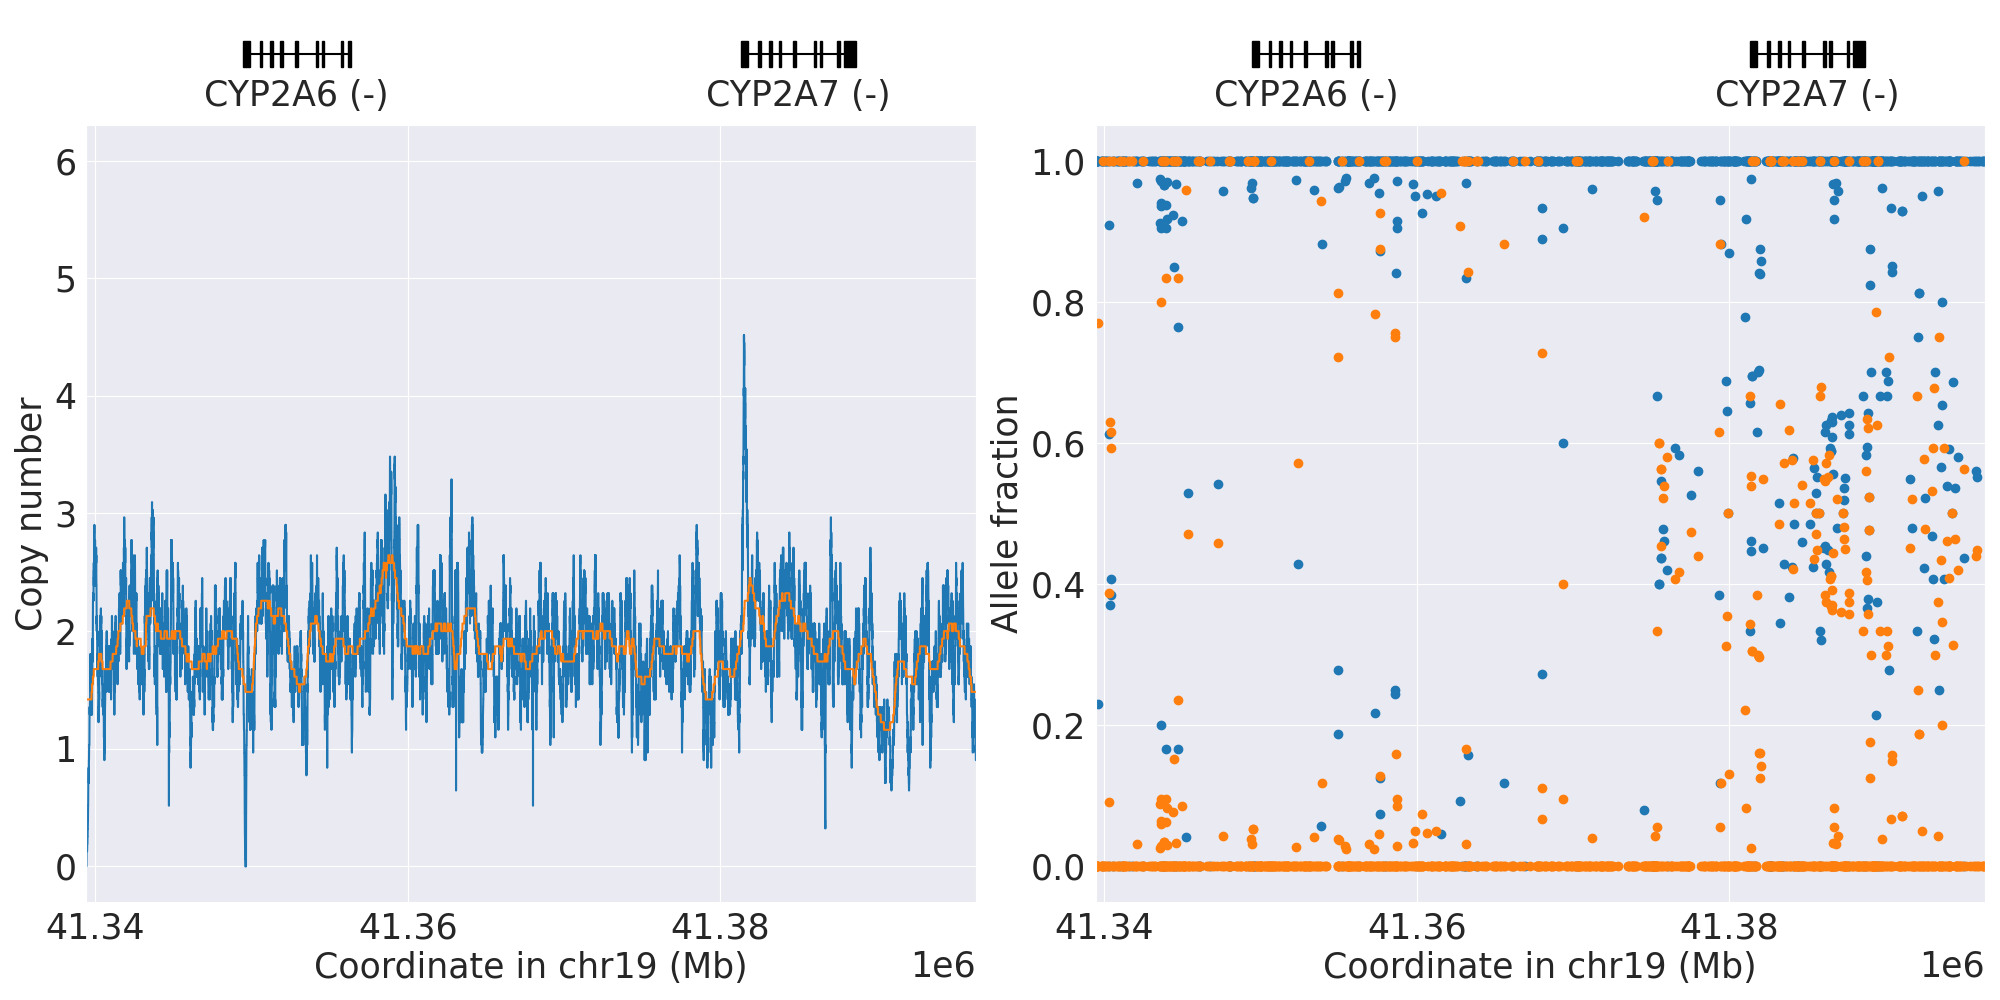 CYP2A6 (-)
CYP2A7 (-)
CYP2A6 (-)
CYP2A7 (-)
6
5
4
3
2
1
0
Copy number
41.34
41.36
41.38
Coordinate in chr19 (Mb)
1e6
1.0
0.8
0.6
0.4
0.2
0.0
Allele fraction
41.34
41.36
41.38
Coordinate in chr19 (Mb)
1e6